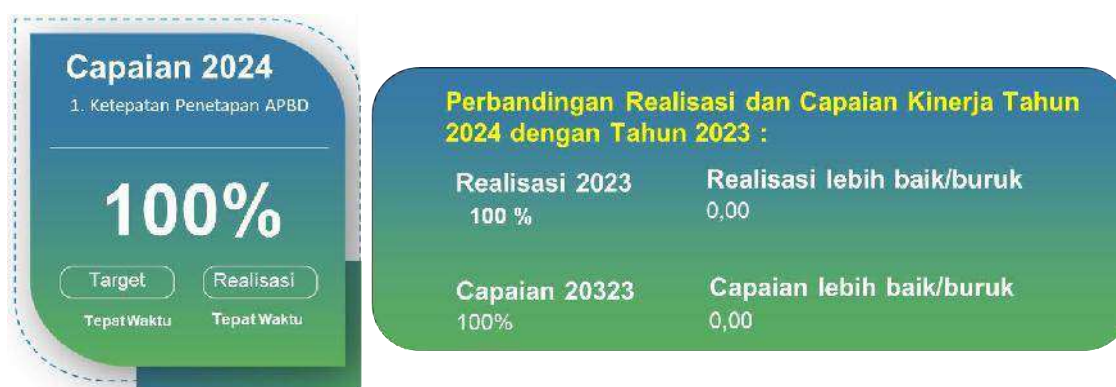 Capaian 2024
1. Ketepatan Penetapan APBD
100%
Target Realisasi
Tepat Waktu Tepat Waktu
Perbandingan Realisasi dan Capaian Kinerja Tahun
2024 dengan Tahun 2023 :
Realisasi 2023 Realisasi lebih baik/buruk
100 % 0,00
Capaian 20323 Capaian lebih baik/buruk
100% 0,00